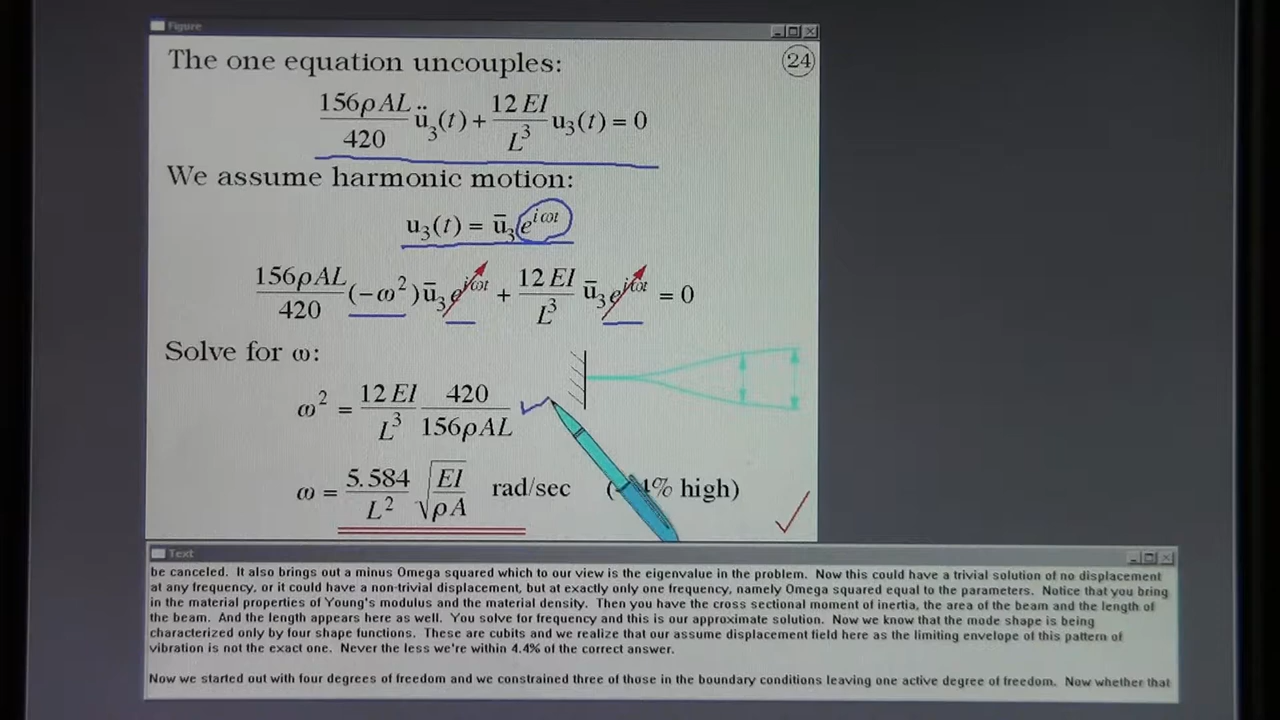 Figure
The one equation uncouples:
24
156ρAL/420 ü₃(t) + 12 EI/L³ u₃(t) = 0
We assume harmonic motion:
u₃(t) = ū₃e^{iωt}
156ρAL/420 (−ω²)ū₃e^{iωt} + 12 EI/L³ ū₃e^{iωt} = 0
Solve for ω:
ω² = 12 EI/L³ 420/156ρAL
ω = 5.584/L² √(EI/ρA) rad/sec ( % high)
Text
be canceled. It also brings out a minus Omega squared which to our view is the eigenvalue in the problem. Now this could have a trivial solution of no displacement
at any frequency, or it could have a non-trivial displacement, but at exactly only one frequency, namely Omega squared equal to the parameters. Notice that you bring
in the material properties of Young's modulus and the material density. Then you have the cross sectional moment of inertia, the area of the beam and the length of
the beam. And the length appears here as well. You solve for frequency and this is our approximate solution. Now we know that the mode shape is being
characterized only by four shape functions. These are cubits and we realize that our assume displacement field here as the limiting envelope of this pattern of
vibration is not the exact one. Never the less we're within 4.4% of the correct answer.
Now we started out with four degrees of freedom and we constrained three of those in the boundary conditions leaving one active degree of freedom. Now whether that